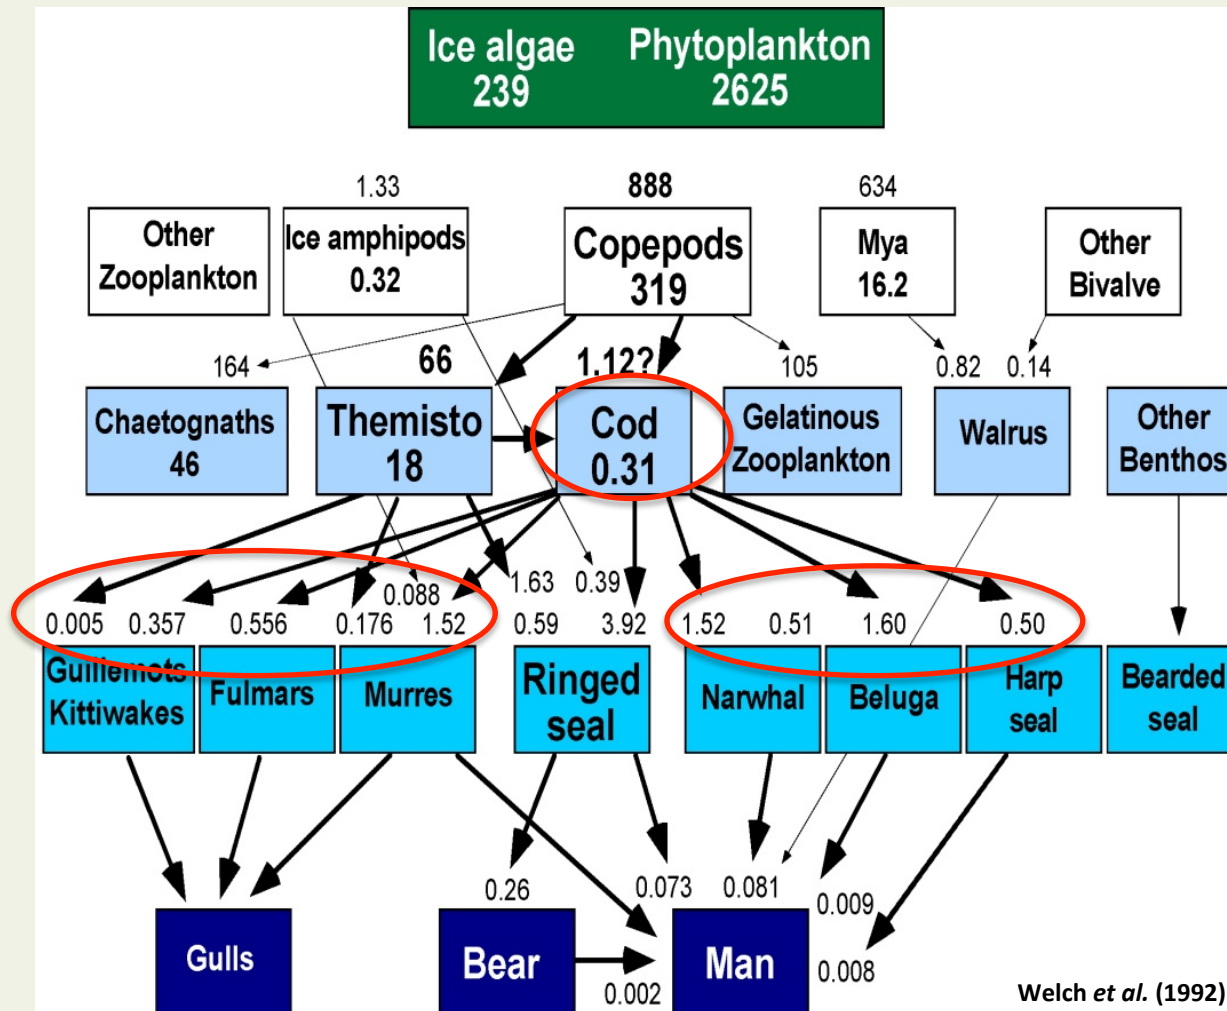 Ice algae Phytoplankton
239 2625
1.33 888 634
Other
Zooplankton
Ice amphipods
0.32
Copepods
319
Mya
16.2
Other
Bivalve
164 66 1.12? 105 0.82 0.14
Chaetognaths
46
Themisto
18
Cod
0.31
Gelatinous
Zooplankton
Walrus
Other
Benthos
0.088 1.63 0.39
0.005 0.357 0.556 0.176 1.52 0.59 3.92 1.52 0.51 1.60 0.50
Guillemots
Kittiwakes
Fulmars
Murres
Ringed
seal
Narwhal
Beluga
Harp
seal
Bearded
seal
0.26 0.073 0.081 0.009
Gulls
Bear
0.002
Man
0.008
Welch et al. (1992)